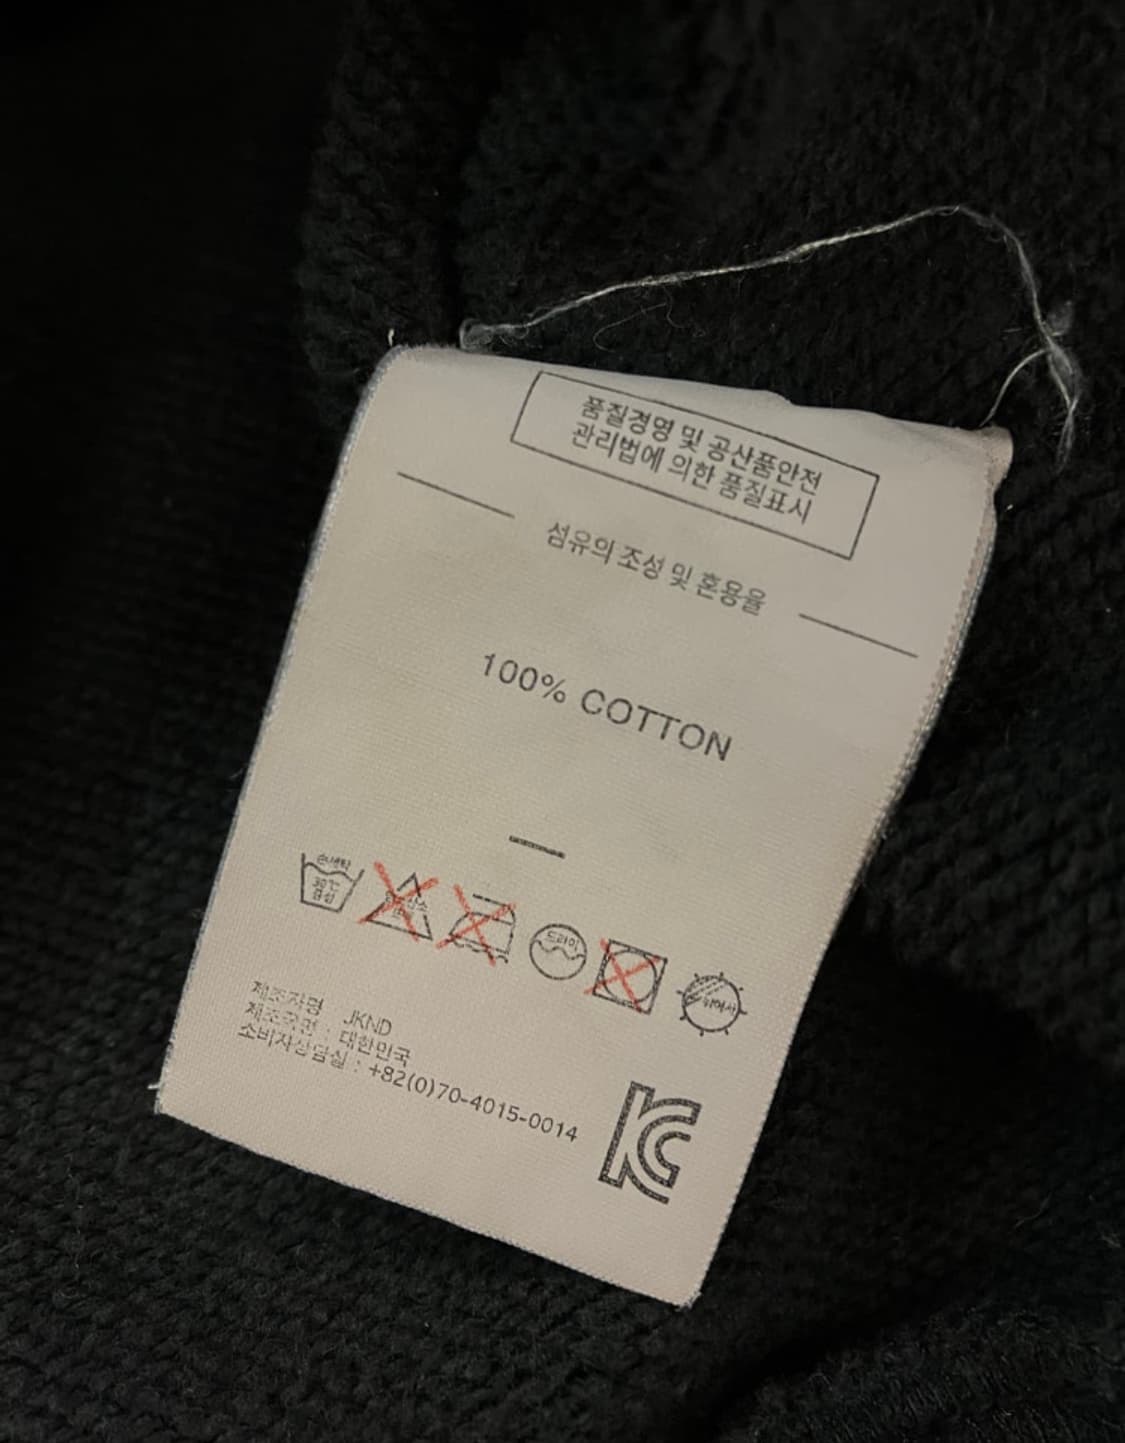 품질경영 및 공산품안전
관리법에 의한 품질표시
섬유의 조성 및 혼용율
100% COTTON
손세탁
30℃
중성
드라이
뉘어서
제조자명 JKND
제조국명 : 대한민국
소비자상담실 : +82(0)70-4015-0014
KC